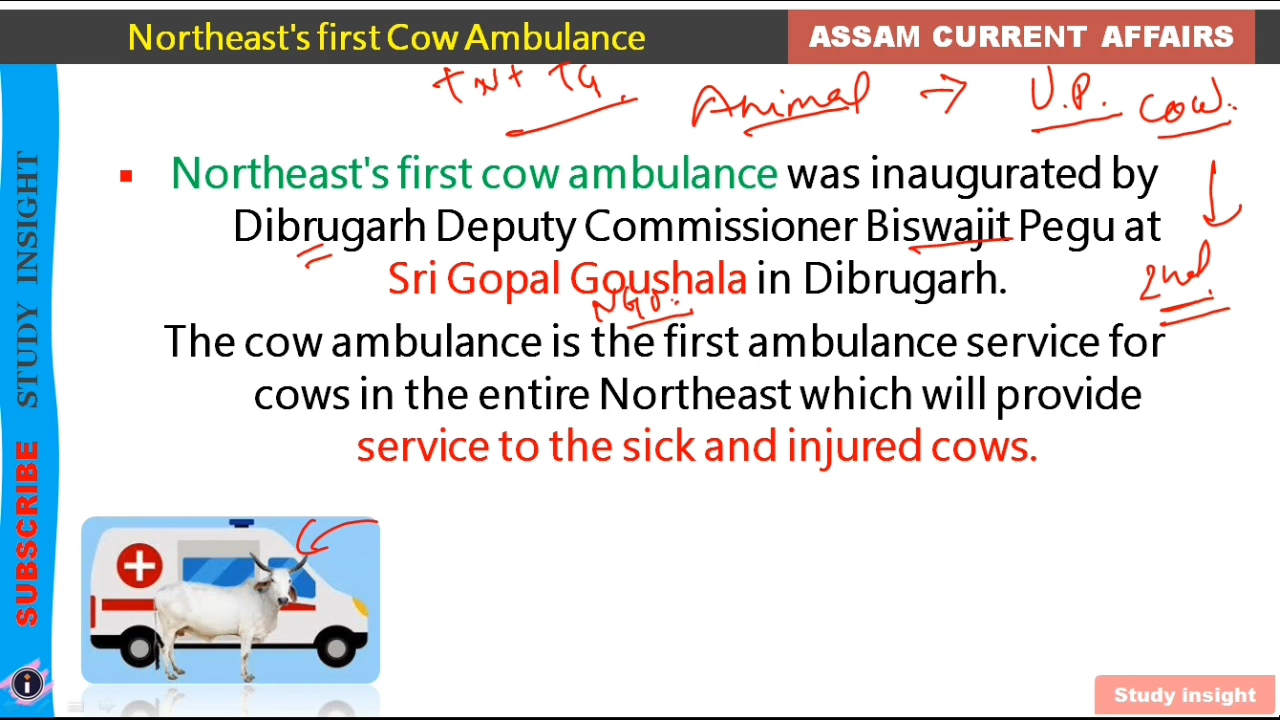 Northeast's first Cow Ambulance
ASSAM CURRENT AFFAIRS
TN + TG.
Animal → U.P. cow.
▪ Northeast's first cow ambulance was inaugurated by
Dibrugarh Deputy Commissioner Biswajit Pegu at
Sri Gopal Goushala in Dibrugarh.
2nd.
NGO.
The cow ambulance is the first ambulance service for
cows in the entire Northeast which will provide
service to the sick and injured cows.
SUBSCRIBE STUDY INSIGHT
Study insight